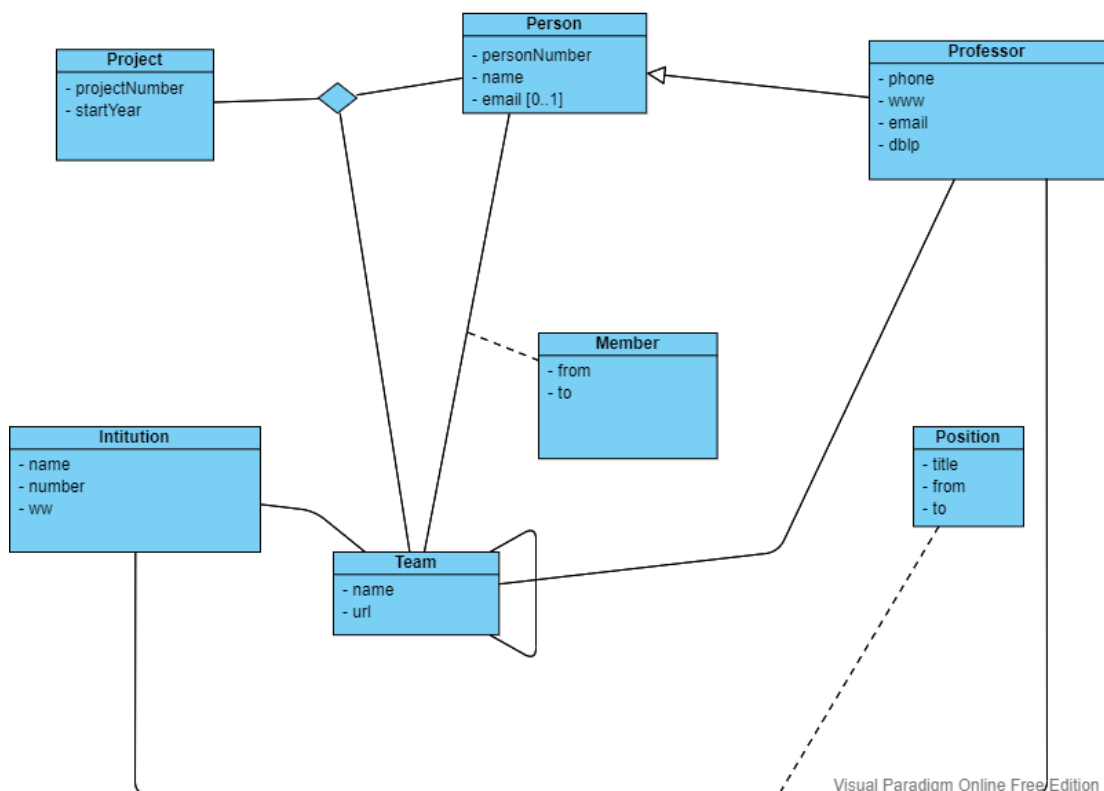 Project
- projectNumber
- startYear
Person
- personNumber
- name
- email [0..1]
Professor
- phone
- www
- email
- dblp
Member
- from
- to
Intitution
- name
- number
- ww
Position
- title
- from
- to
Team
- name
- url
Visual Paradigm Online Free Edition